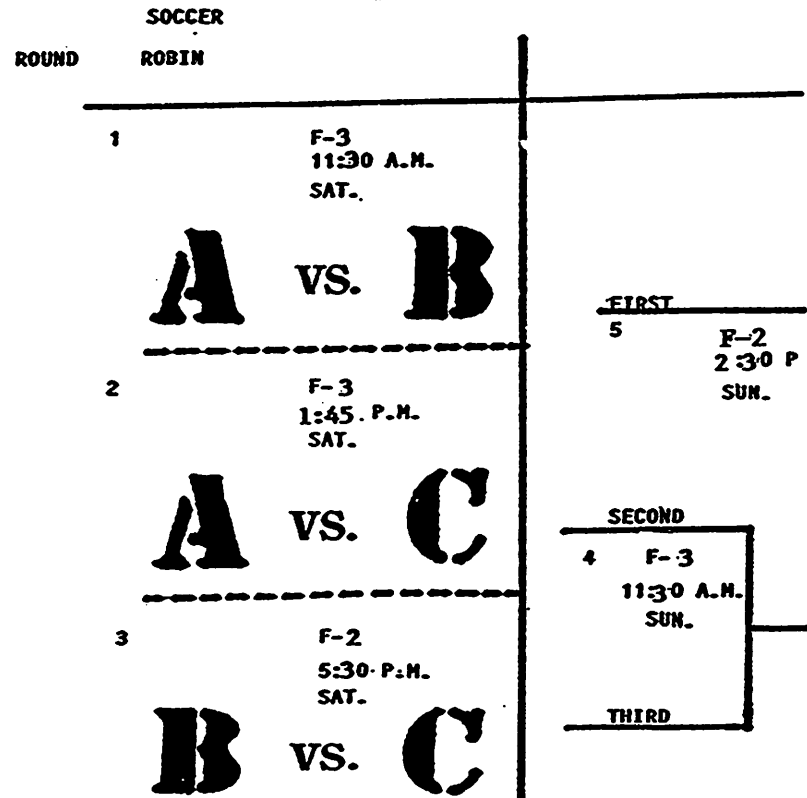 SOCCER
ROUND ROBIN
1 F-3
11:30 A.M.
SAT.
A VS. B
2 F-3
1:45 P.M.
SAT.
A VS. C
3 F-2
5:30 P.M.
SAT.
B VS. C
FIRST
5 F-2
2:30 P
SUN.
SECOND
4 F-3
11:30 A.M.
SUN.
THIRD